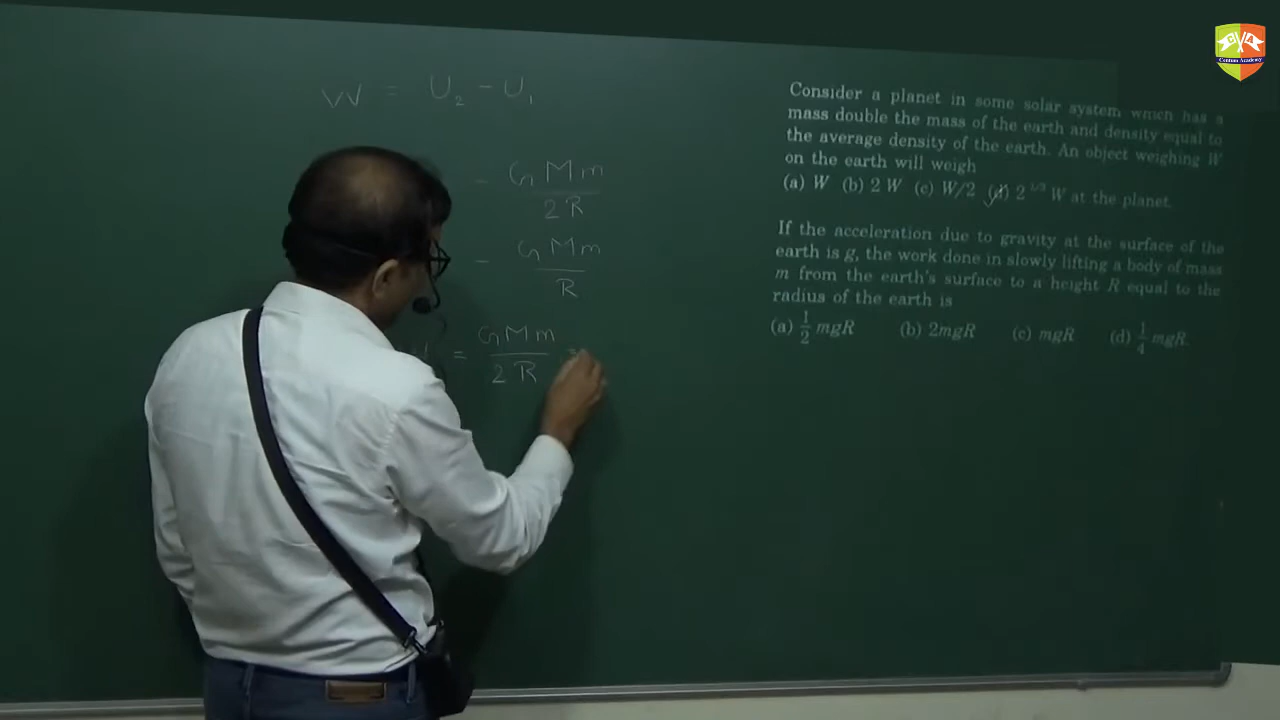 W = U₂ - U₁
- GMm / 2R
- GMm / R
= GMm / 2R
Consider a planet in some solar system which has a
mass double the mass of the earth and density equal to
the average density of the earth. An object weighing W
on the earth will weigh
(a) W (b) 2 W (c) W/2 (d) 2^{1/3} W at the planet.
If the acceleration due to gravity at the surface of the
earth is g, the work done in slowly lifting a body of mass
m from the earth's surface to a height R equal to the
radius of the earth is
(a) 1/2 mgR (b) 2mgR (c) mgR (d) 1/4 mgR.
Contian Academy